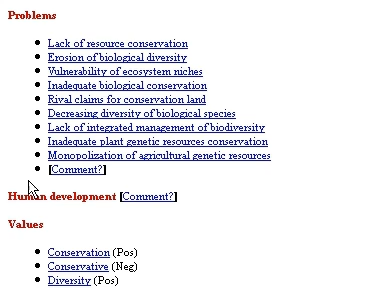 Problems
Lack of resource conservation
Erosion of biological diversity
Vulnerability of ecosystem niches
Inadequate biological conservation
Rival claims for conservation land
Decreasing diversity of biological species
Lack of integrated management of biodiversity
Inadequate plant genetic resources conservation
Monopolization of agricultural genetic resources
[Comment?]
Human development [Comment?]
Values
Conservation (Pos)
Conservative (Neg)
Diversity (Pos)